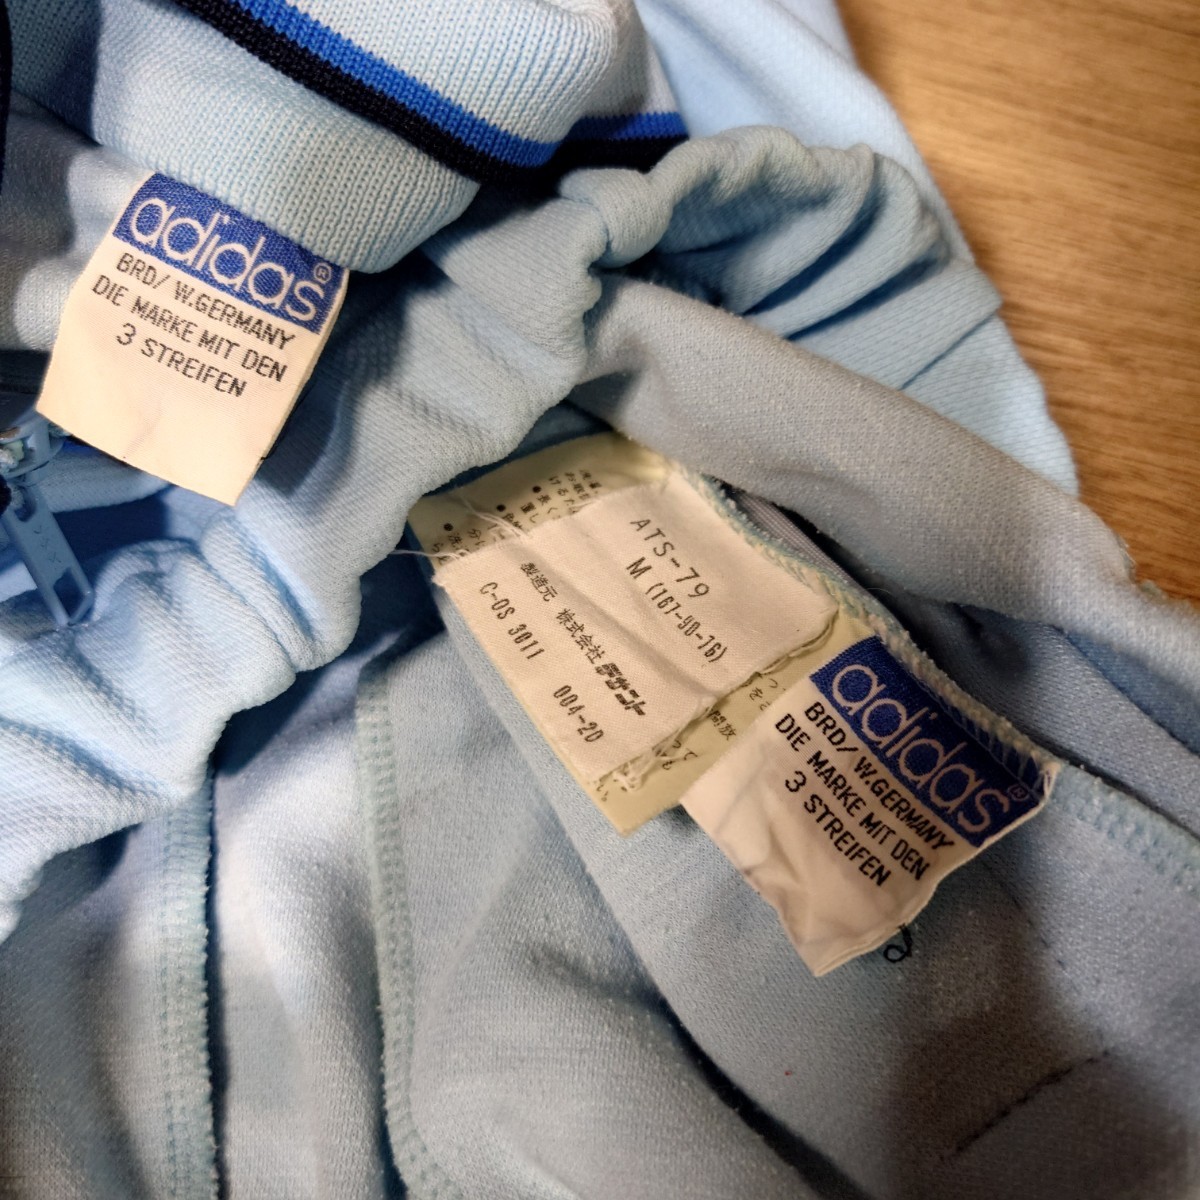 adidas®
BRD/W.GERMANY
DIE MARKE MIT DEN
3 STREIFEN
ATS-79
M (167-90-76)
製造元 株式会社デサント
C-OS 3011 004-20
開放
adidas®
BRD/W.GERMANY
DIE MARKE MIT DEN
3 STREIFEN